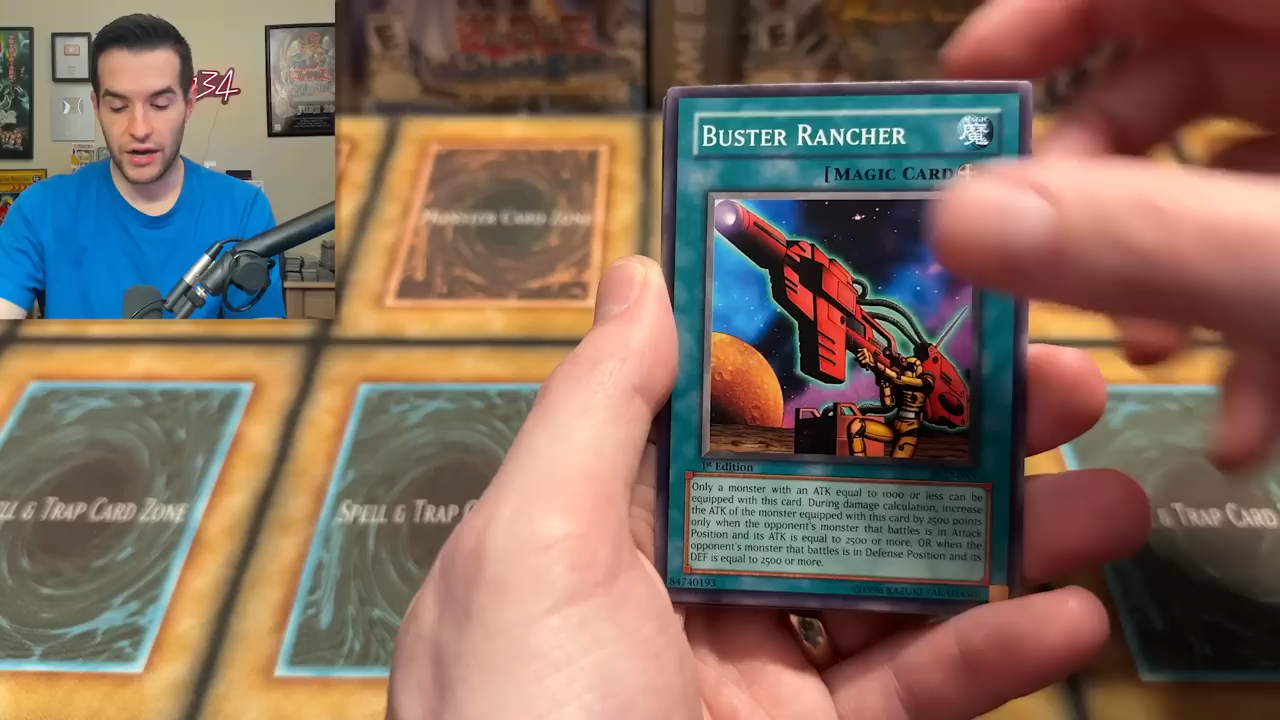 34
MONSTER CARD ZONE
BUSTER RANCHER
MAGIC
魔
[MAGIC CARD
1st Edition
Only a monster with an ATK equal to 1000 or less can be
equipped with this card. During damage calculation, increase
the ATK of the monster equipped with this card by 2500 points
only when the opponent's monster that battles is in Attack
Position and its ATK is equal to 2500 or more, OR when the
opponent's monster that battles is in Defense Position and its
DEF is equal to 2500 or more.
84740193
©1996 KAZUKI TAKAHASHI
LL & TRAP CARD ZONE
SPELL & TRAP
& TRAP CARD